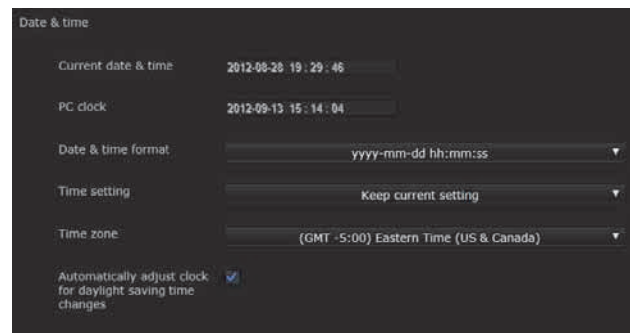 Date & time
Current date & time 2012-08-28 19 : 29 : 46
PC clock 2012-09-13 15 : 14 : 04
Date & time format yyyy-mm-dd hh:mm:ss
Time setting Keep current setting
Time zone (GMT -5:00) Eastern Time (US & Canada)
Automatically adjust clock
for daylight saving time
changes